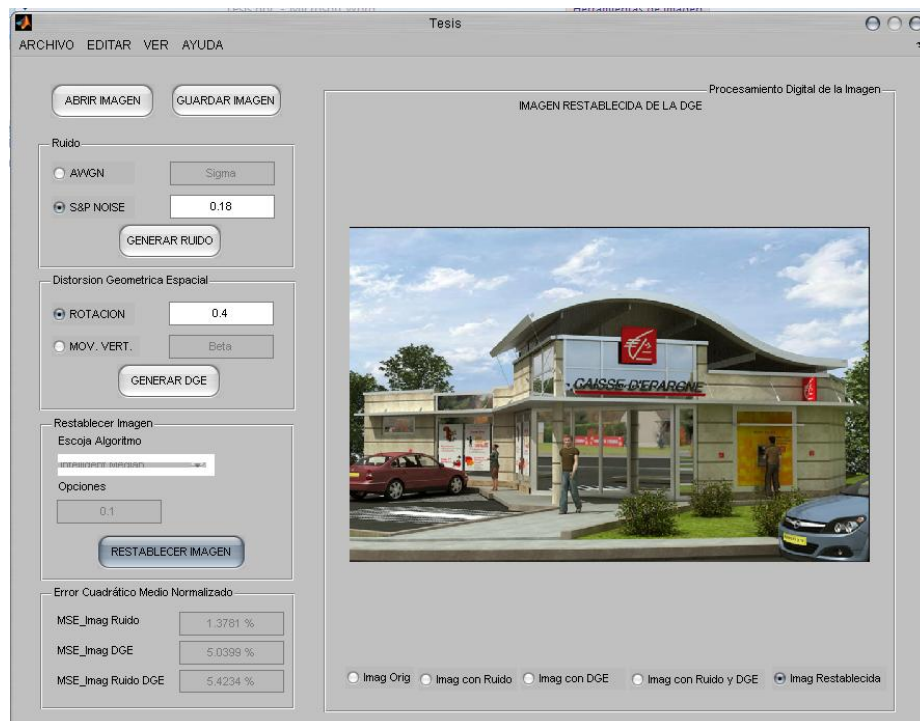 Tesis
ARCHIVO EDITAR VER AYUDA
ABRIR IMAGEN GUARDAR IMAGEN
Ruido
AWGN Sigma
S&P NOISE 0.18
GENERAR RUIDO
Distorsion Geometrica Espacial
ROTACION 0.4
MOV. VERT. Beta
GENERAR DGE
Restablecer Imagen
Escoja Algoritmo
Intelligent Median
Opciones
0.1
RESTABLECER IMAGEN
Error Cuadrático Medio Normalizado
MSE_Imag Ruido 1.3781 %
MSE_Imag DGE 5.0399 %
MSE_Imag Ruido DGE 5.4234 %
Procesamiento Digital de la Imagen
IMAGEN RESTABLECIDA DE LA DGE
CAISSE D'EPARGNE
Imag Orig Imag con Ruido Imag con DGE Imag con Ruido y DGE Imag Restablecida